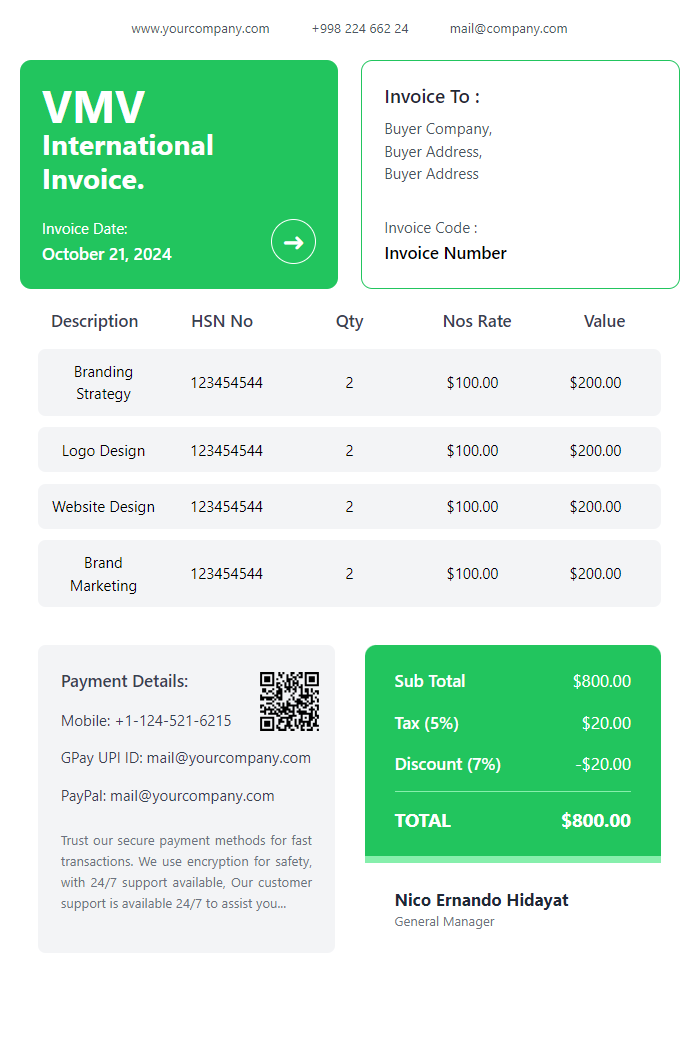 www.yourcompany.com +998 224 662 24 mail@company.com
VMV
International
Invoice.
Invoice Date:
October 21, 2024
Invoice To :
Buyer Company,
Buyer Address,
Buyer Address
Invoice Code :
Invoice Number
Description HSN No Qty Nos Rate Value
Branding
Strategy
123454544 2 $100.00 $200.00
Logo Design 123454544 2 $100.00 $200.00
Website Design 123454544 2 $100.00 $200.00
Brand
Marketing
123454544 2 $100.00 $200.00
Payment Details:
Mobile: +1-124-521-6215
GPay UPI ID: mail@yourcompany.com
PayPal: mail@yourcompany.com
Trust our secure payment methods for fast
transactions. We use encryption for safety,
with 24/7 support available, Our customer
support is available 24/7 to assist you...
Sub Total $800.00
Tax (5%) $20.00
Discount (7%) -$20.00
TOTAL $800.00
Nico Ernando Hidayat
General Manager